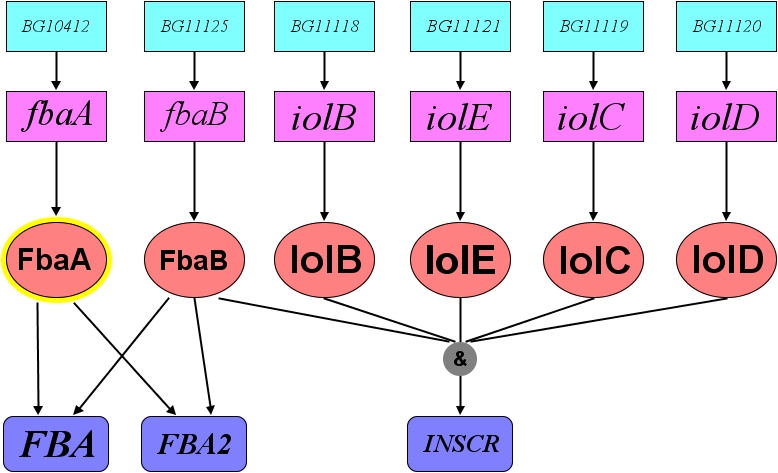 BG10412 BG11125 BG11118 BG11121 BG11119 BG11120
fbaA fbaB iolB iolE iolC iolD
FbaA FbaB IolB IolE IolC IolD
&
FBA FBA2 INSCR